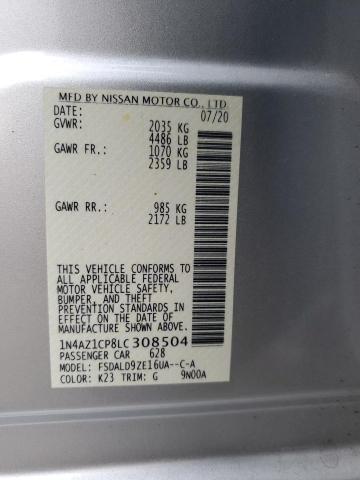 MFD BY NISSAN MOTOR CO., LTD.
DATE: 07/20
GVWR: 2035 KG
4486 LB
GAWR FR.: 1070 KG
2359 LB
GAWR RR.: 985 KG
2172 LB
THIS VEHICLE CONFORMS TO
ALL APPLICABLE FEDERAL
MOTOR VEHICLE SAFETY,
BUMPER, AND THEFT
PREVENTION STANDARDS IN
EFFECT ON THE DATE OF
MANUFACTURE SHOWN ABOVE.
1N4AZ1CP8LC308504
PASSENGER CAR 628
MODEL: FSDALD9ZE16UA--C-A
COLOR: K23 TRIM: G 9N00A